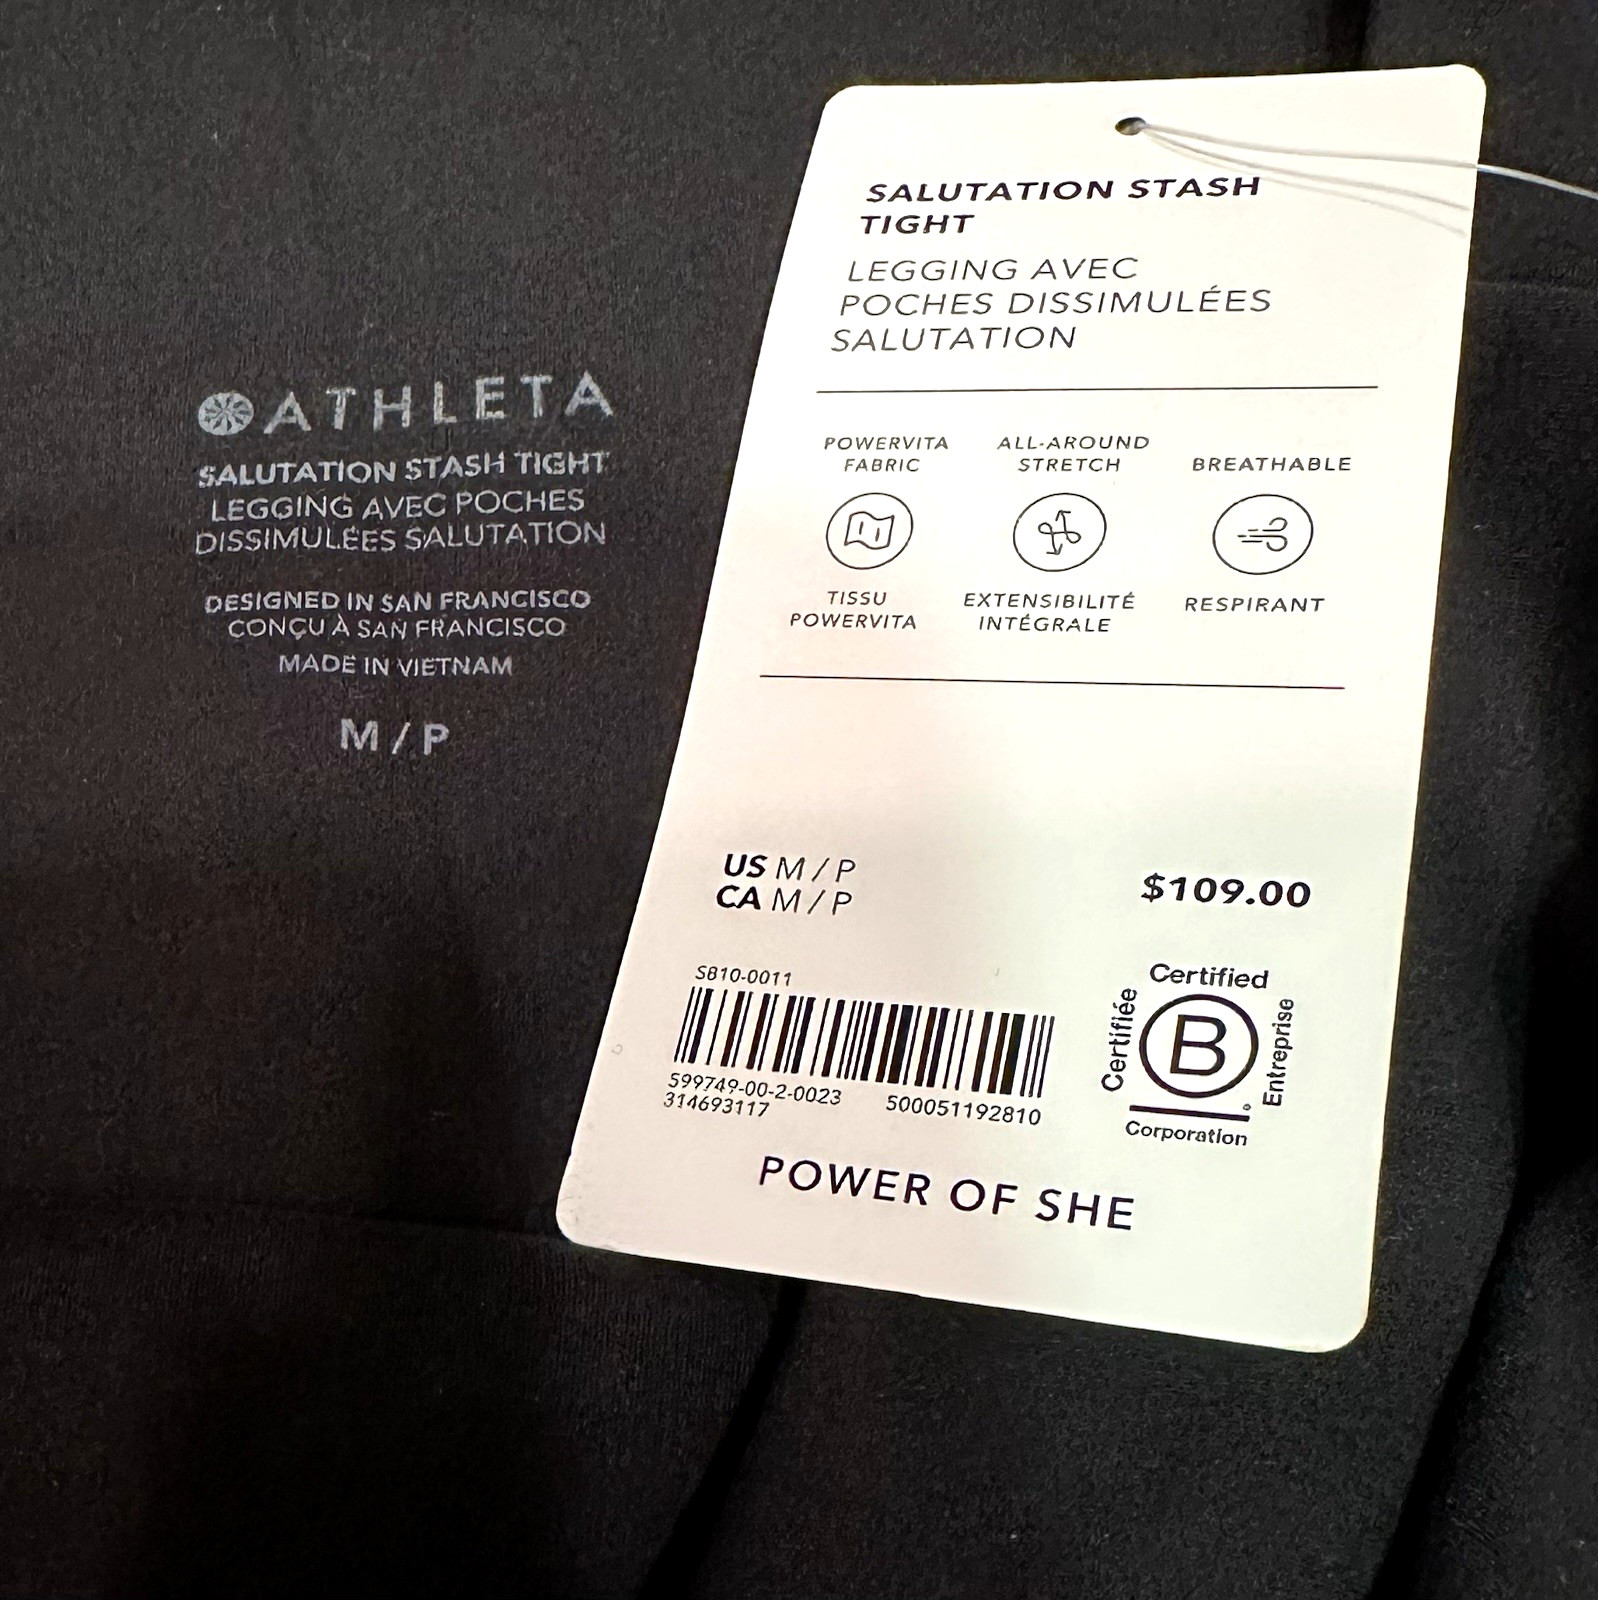 ATHLETA
SALUTATION STASH TIGHT
LEGGING AVEC POCHES
DISSIMULÉES SALUTATION
DESIGNED IN SAN FRANCISCO
CONÇU À SAN FRANCISCO
MADE IN VIETNAM
M / P
SALUTATION STASH
TIGHT
LEGGING AVEC
POCHES DISSIMULÉES
SALUTATION
POWERVITA
FABRIC
TISSU
POWERVITA
ALL-AROUND
STRETCH
EXTENSIBILITÉ
INTÉGRALE
BREATHABLE
RESPIRANT
US M / P
CA M / P
$109.00
SB10-0011
599749-00-2-0023
314693117
500051192810
Certified
Certifiée
B
Entreprise
Corporation
POWER OF SHE